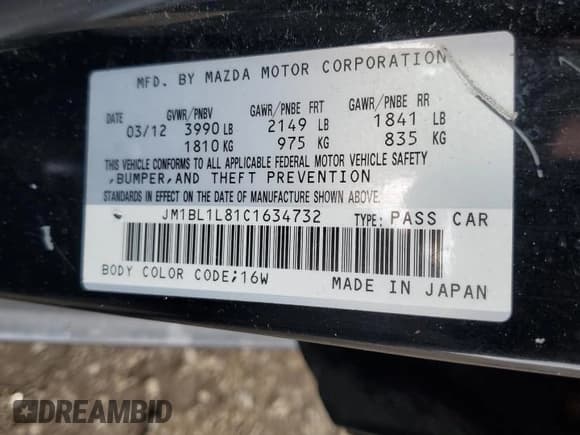 MFD. BY MAZDA MOTOR CORPORATION
DATE GVWR/PNBV GAWR/PNBE FRT GAWR/PNBE RR
03/12 3990 LB 2149 LB 1841 LB
1810 KG 975 KG 835 KG
THIS VEHICLE CONFORMS TO ALL APPLICABLE FEDERAL MOTOR VEHICLE SAFETY
,BUMPER,AND THEFT PREVENTION
STANDARDS IN EFFECT ON THE DATE OF MANUFACTURE SHOWN ABOVE.
JM1BL1L81C1634732 TYPE: PASS CAR
BODY COLOR CODE;16W MADE IN JAPAN
DREAMBID